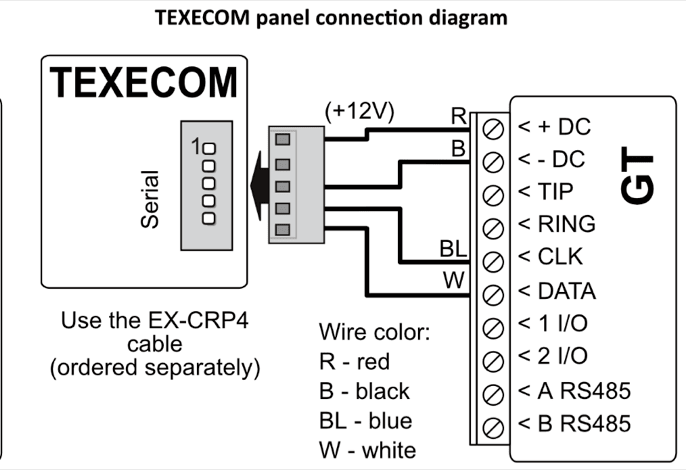 TEXECOM panel connection diagram
TEXECOM
Serial
1
(+12V)
R
B
BL
W
< + DC
< - DC
< TIP
< RING
< CLK
< DATA
< 1 I/O
< 2 I/O
< A RS485
< B RS485
GT
Use the EX-CRP4
cable
(ordered separately)
Wire color:
R - red
B - black
BL - blue
W - white